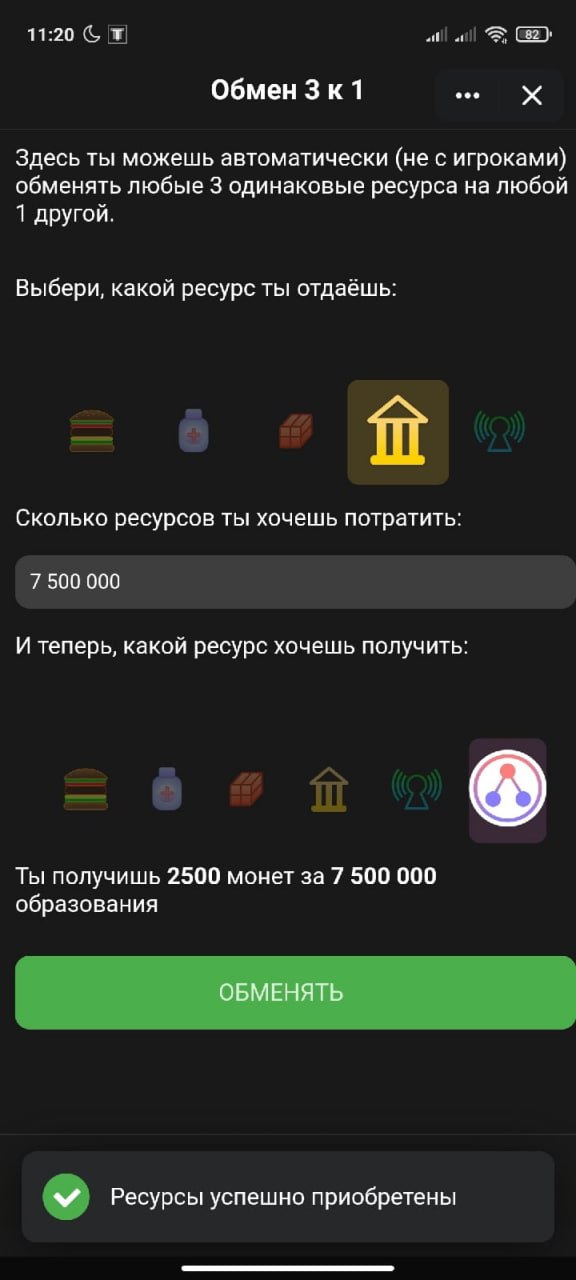 11:20
82
Обмен 3 к 1
Здесь ты можешь автоматически (не с игроками)
обменять любые 3 одинаковые ресурса на любой
1 другой.
Выбери, какой ресурс ты отдаёшь:
Сколько ресурсов ты хочешь потратить:
7 500 000
И теперь, какой ресурс хочешь получить:
Ты получишь 2500 монет за 7 500 000
образования
ОБМЕНЯТЬ
Ресурсы успешно приобретены